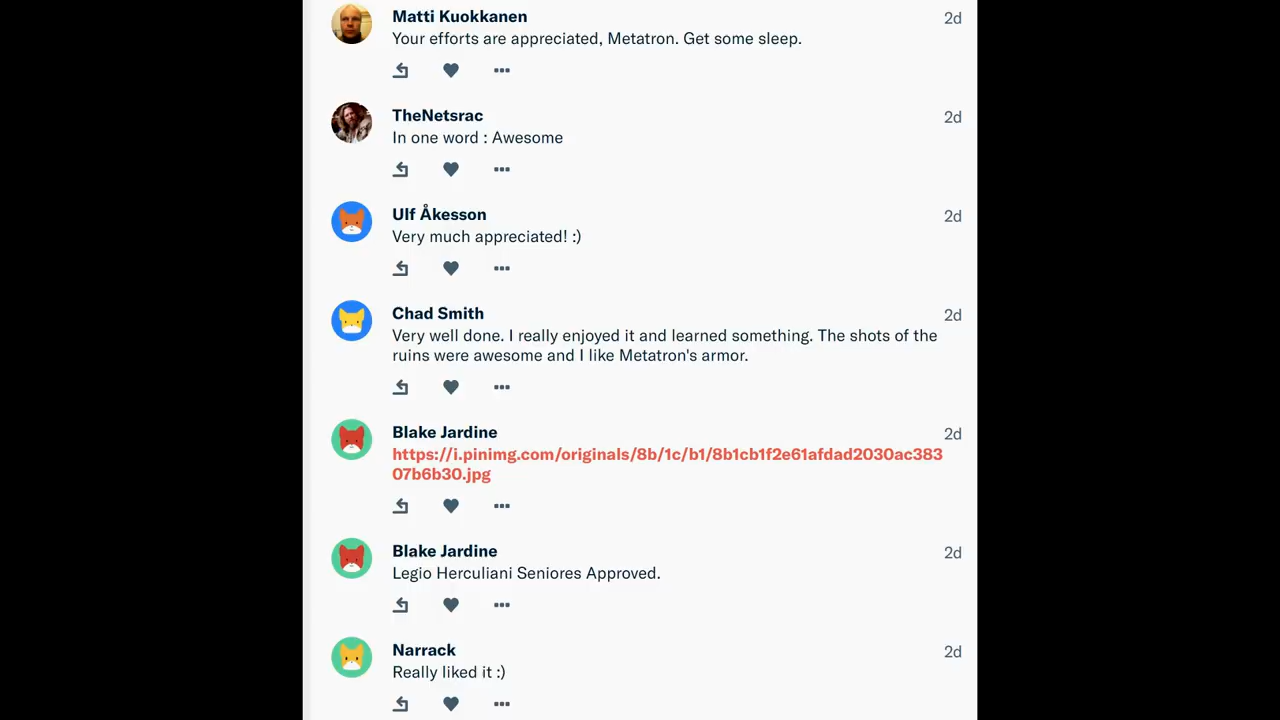 Matti Kuokkanen
2d
Your efforts are appreciated, Metatron. Get some sleep.
TheNetsrac
2d
In one word : Awesome
Ulf Åkesson
2d
Very much appreciated! :)
Chad Smith
2d
Very well done. I really enjoyed it and learned something. The shots of the
ruins were awesome and I like Metatron's armor.
Blake Jardine
2d
https://i.pinimg.com/originals/8b/1c/b1/8b1cb1f2e61afdad2030ac383
07b6b30.jpg
Blake Jardine
2d
Legio Herculiani Seniores Approved.
Narrack
2d
Really liked it :)